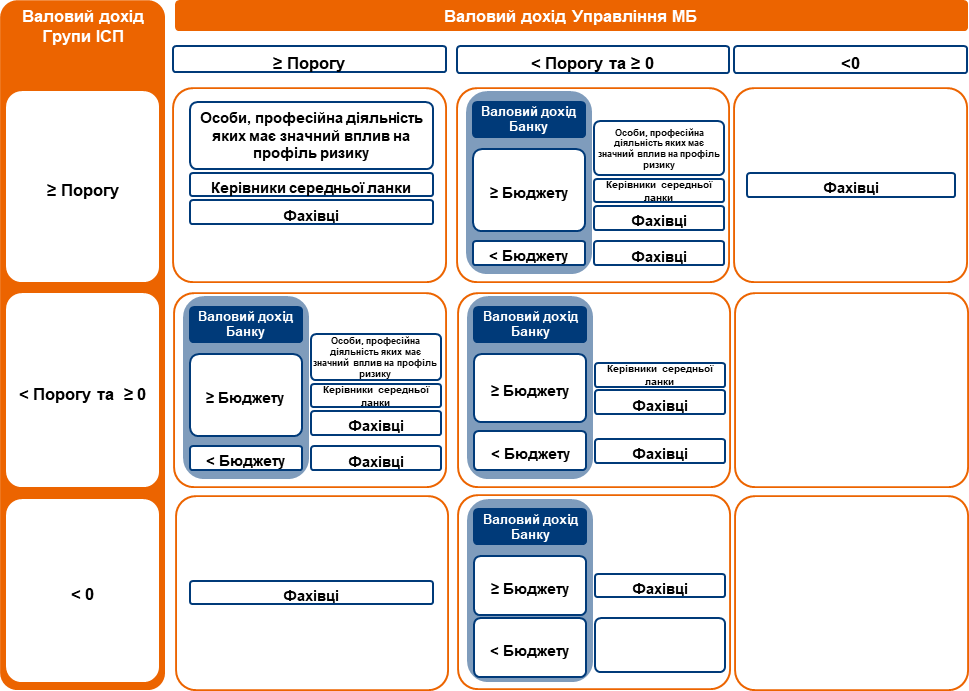 Валовий дохід
Групи ІСП
Валовий дохід Управління МБ
≥ Порогу
< Порогу та ≥ 0
<0
≥ Порогу
Особи, професійна діяльність
яких має значний вплив на
профіль ризику
Керівники середньої ланки
Фахівці
Валовий дохід
Банку
≥ Бюджету
Особи, професійна
діяльність яких має
значний вплив на профіль
ризику
Керівники середньої
ланки
Фахівці
< Бюджету
Фахівці
Фахівці
< Порогу та ≥ 0
Валовий дохід
Банку
≥ Бюджету
Особи, професійна
діяльність яких має
значний вплив на профіль
ризику
Керівники середньої
ланки
Фахівці
< Бюджету
Фахівці
Валовий дохід
Банку
≥ Бюджету
Керівники середньої
ланки
Фахівці
< Бюджету
Фахівці
< 0
Фахівці
Валовий дохід
Банку
≥ Бюджету
Фахівці
< Бюджету